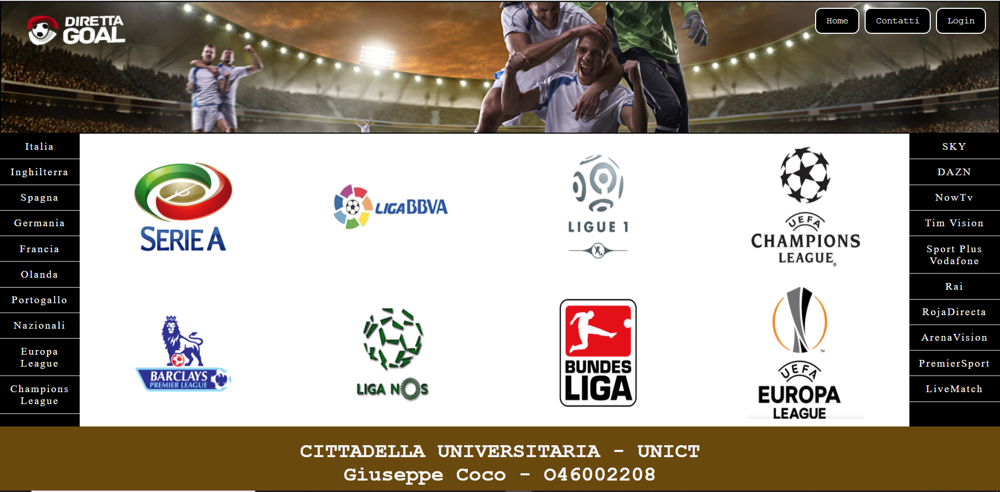 DIRETTA
GOAL
Home
Contatti
Login
Italia
Inghilterra
Spagna
Germania
Francia
Olanda
Portogallo
Nazionali
Europa
League
Champions
League
SERIE A
LIGA BBVA
LIGUE 1
UEFA
CHAMPIONS
LEAGUE®
BARCLAYS
PREMIER LEAGUE
LIGA NOS
BUNDES
LIGA
TM
UEFA
EUROPA
LEAGUE
SKY
DAZN
NowTv
Tim Vision
Sport Plus
Vodafone
Rai
RojaDirecta
ArenaVision
PremierSport
LiveMatch
CITTADELLA UNIVERSITARIA - UNICT
Giuseppe Coco - O46002208